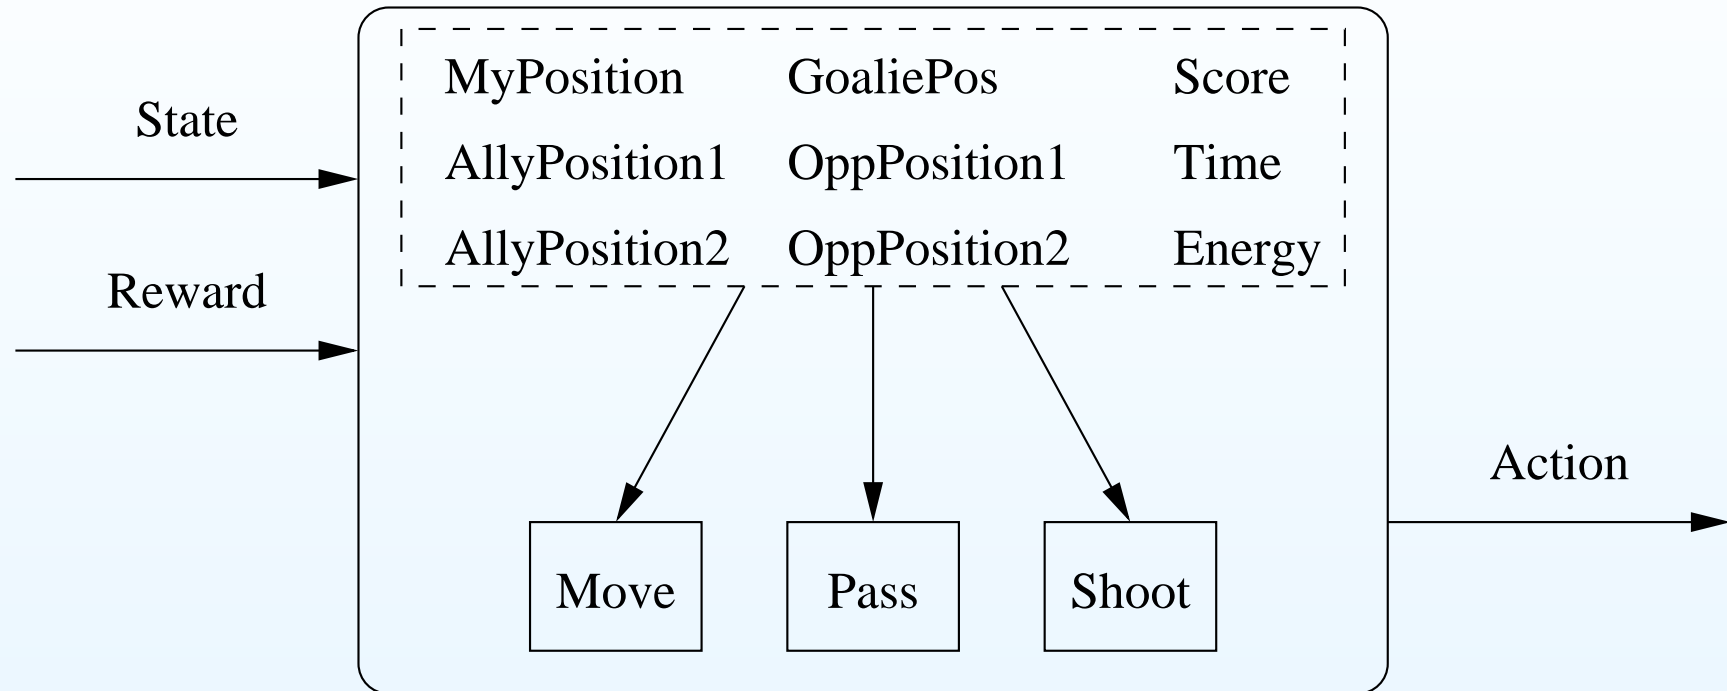 MyPosition GoaliePos Score
State
AllyPosition1 OppPosition1 Time
AllyPosition2 OppPosition2 Energy
Reward
Action
Move Pass Shoot